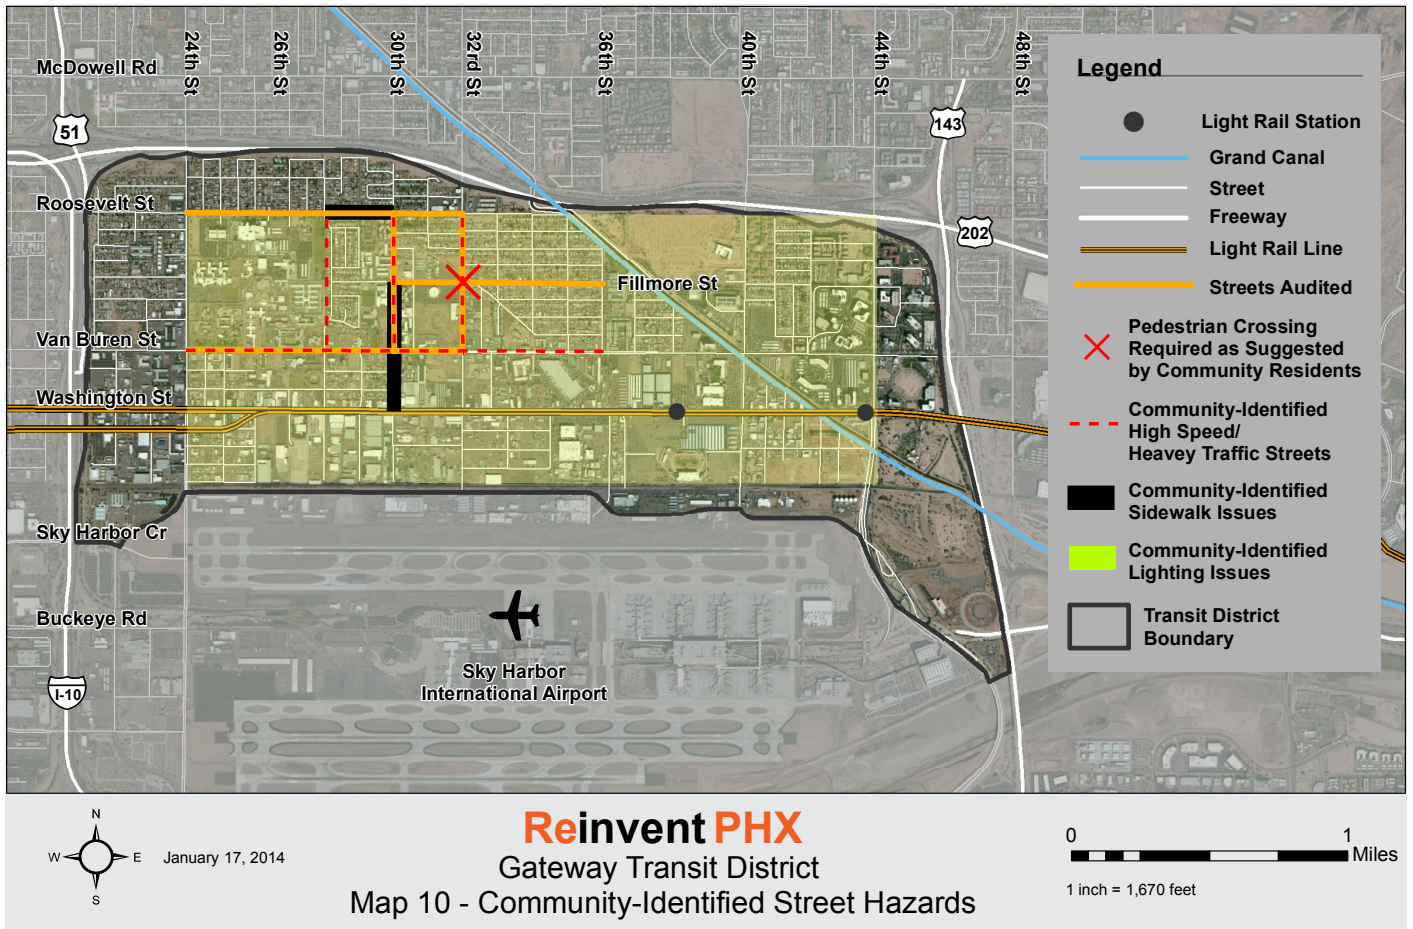 24th St
26th St
30th St
32rd St
36th St
40th St
44th St
48th St
McDowell Rd
51
143
Roosevelt St
202
Fillmore St
Van Buren St
Washington St
Sky Harbor Cr
Buckeye Rd
Sky Harbor
International Airport
I-10
Legend
Light Rail Station
Grand Canal
Street
Freeway
Light Rail Line
Streets Audited
Pedestrian Crossing
Required as Suggested
by Community Residents
Community-Identified
High Speed/
Heavey Traffic Streets
Community-Identified
Sidewalk Issues
Community-Identified
Lighting Issues
Transit District
Boundary
N
W E
S
January 17, 2014
Reinvent PHX
Gateway Transit District
Map 10 - Community-Identified Street Hazards
0 1
Miles
1 inch = 1,670 feet